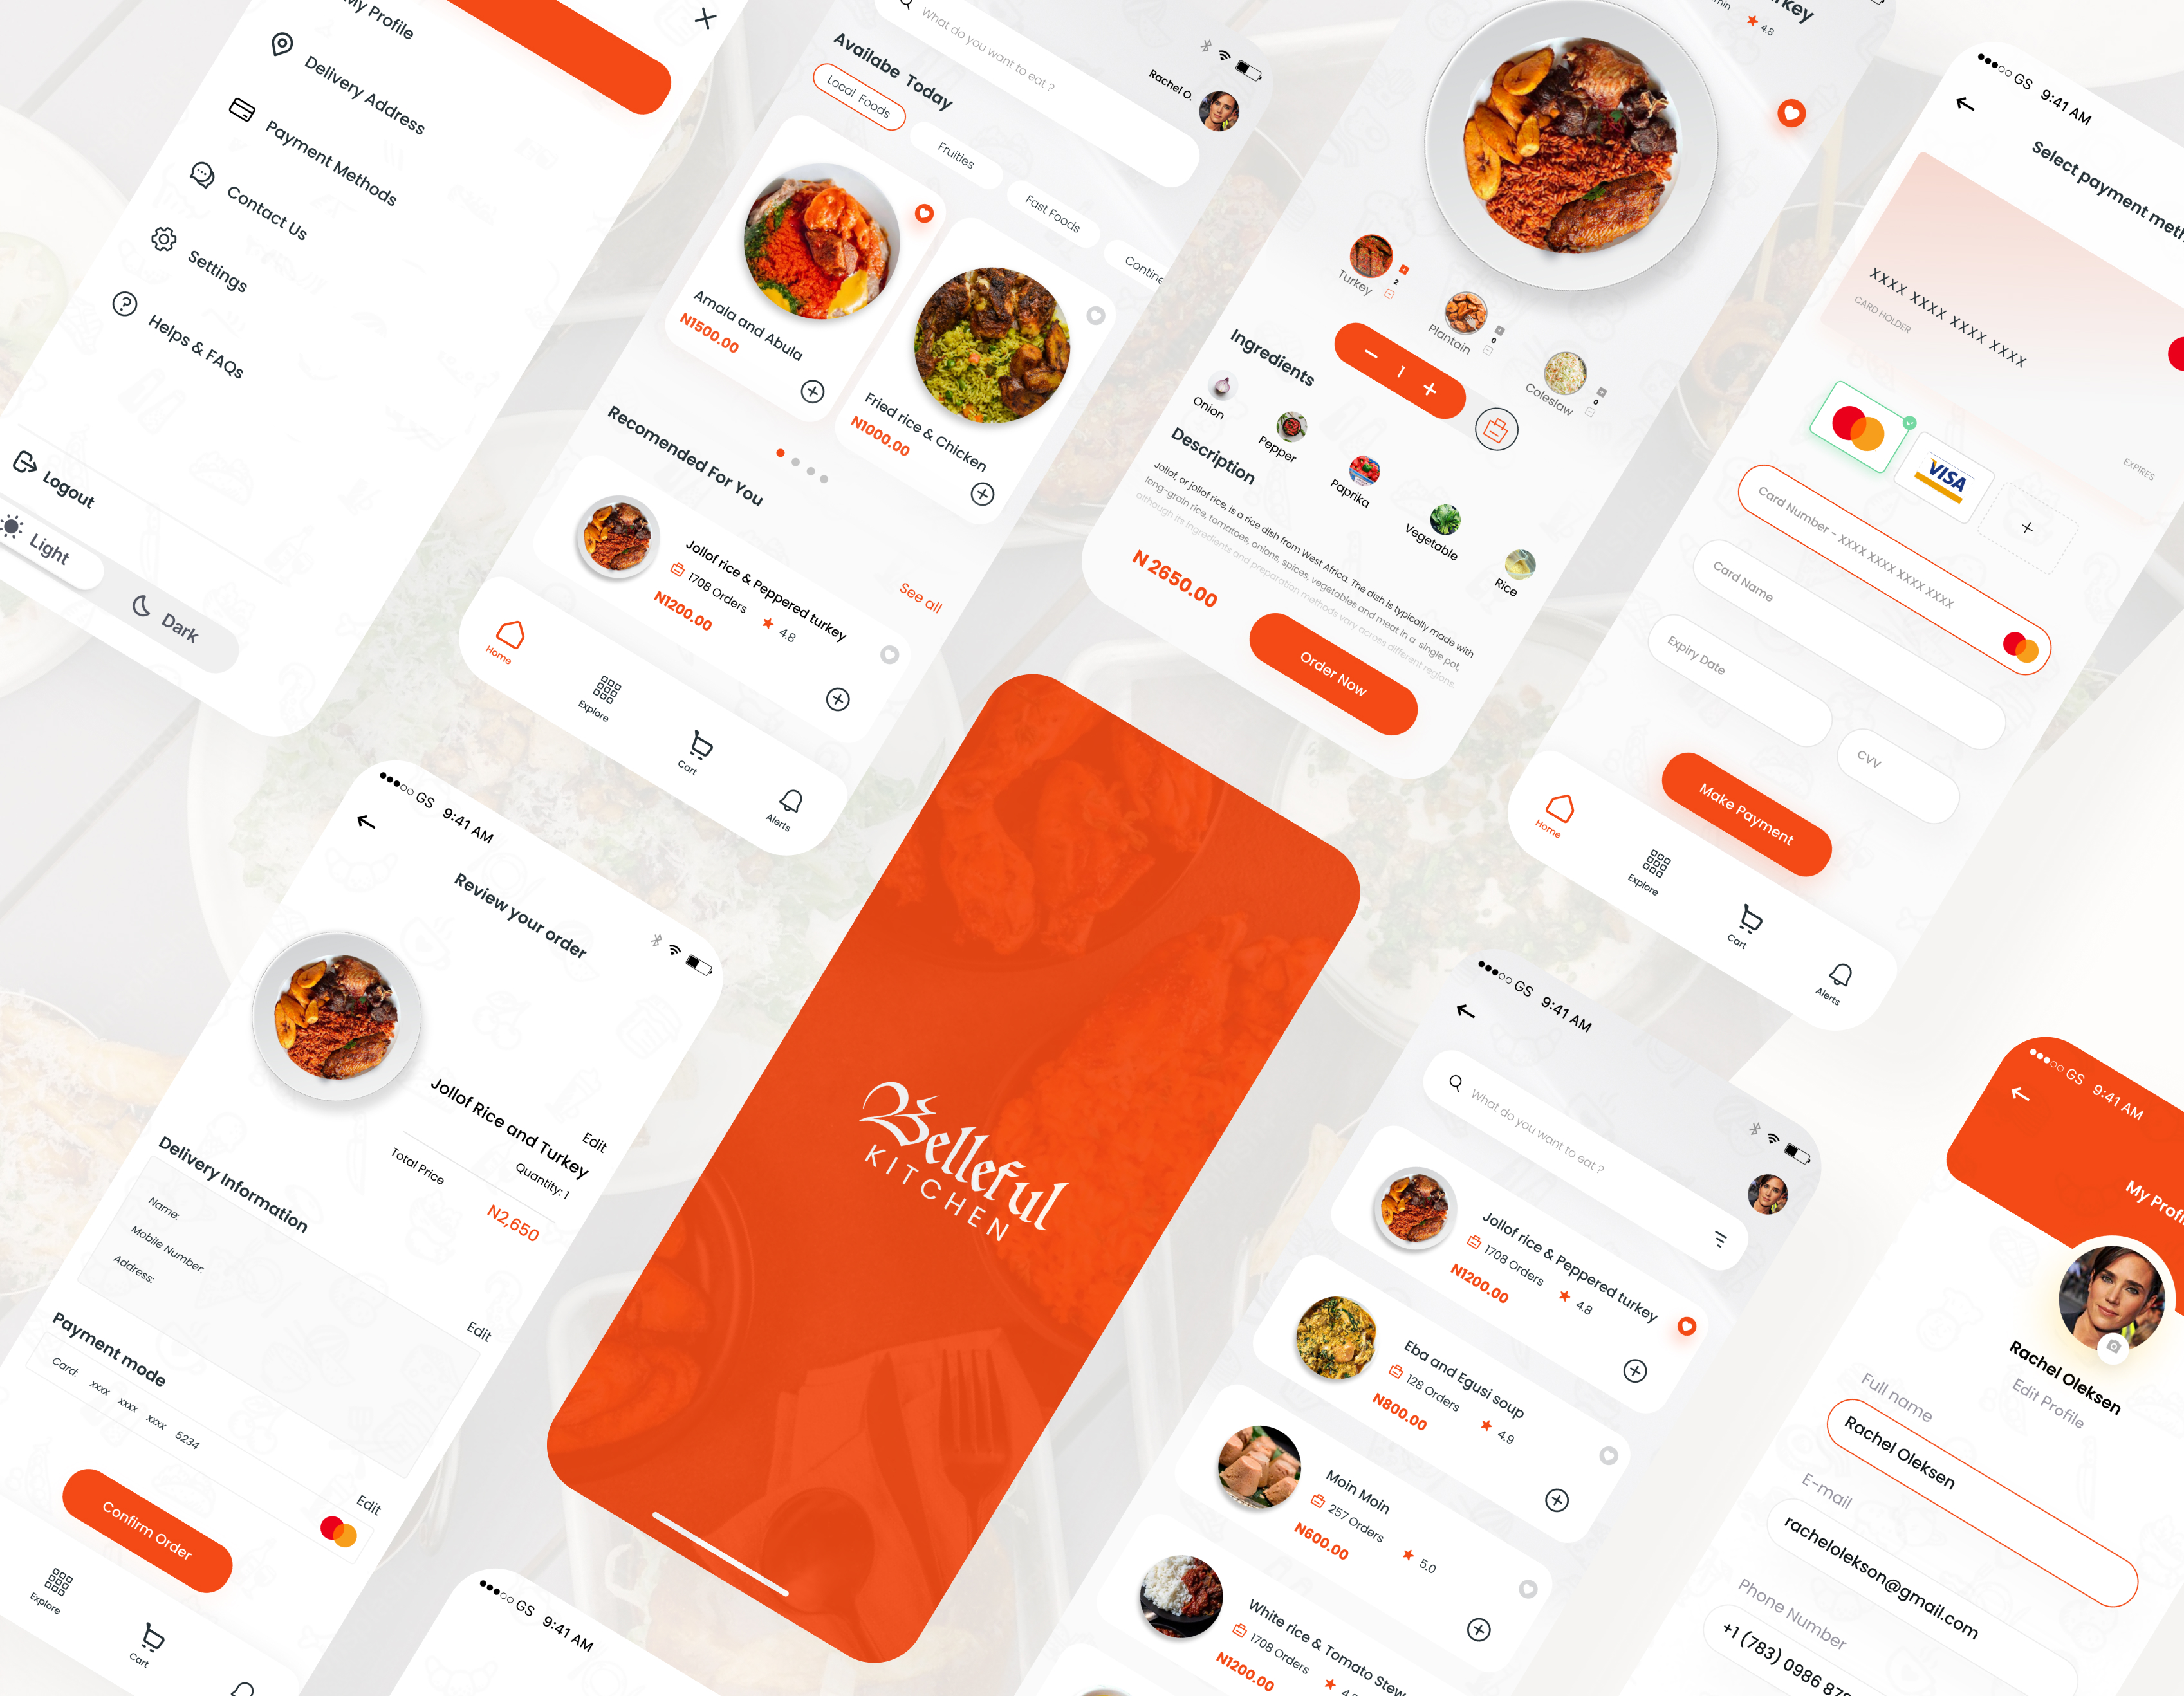 My Profile
Delivery Address
Payment Methods
Contact Us
Settings
Helps & FAQs
Logout
Light
Dark
What do you want to eat ?
Rachel O.
Availabe Today
Local Foods
Fruities
Fast Foods
Contine
Amala and Abula
N1500.00
Fried rice & Chicken
N1000.00
Recomended For You
See all
Jollof rice & Peppered turkey
1708 Orders
4.8
N1200.00
Home
Explore
Cart
Alerts
4.8
Turkey
2
Plantain
0
Coleslaw
0
1
Ingredients
Onion
Pepper
Paprika
Vegetable
Rice
Description
Jollof, or jollof rice, is a rice dish from West Africa. The dish is typically made with
long-grain rice, tomatoes, onions, spices, vegetables and meat in a single pot,
although its ingredients and preparation methods vary across different regions.
N 2650.00
Order Now
GS 9:41 AM
Select payment meth
XXXX XXXX XXXX XXXX
CARD HOLDER
EXPIRES
VISA
Card Number - XXXX XXXX XXXX XXXX
Card Name
Expiry Date
CVV
Make Payment
Home
Explore
Cart
Alerts
GS 9:41 AM
Review your order
Jollof Rice and Turkey
Edit
Quantity: 1
Total Price
N2,650
Delivery Information
Name:
Mobile Number:
Address:
Edit
Payment mode
Card: xxxx xxxx xxxx 5234
Edit
Confirm Order
Explore
Cart
Belleful
KITCHEN
GS 9:41 AM
GS 9:41 AM
What do you want to eat ?
Jollof rice & Peppered turkey
1708 Orders
4.8
N1200.00
Eba and Egusi soup
128 Orders
4.9
N800.00
Moin Moin
257 Orders
5.0
N600.00
White rice & Tomato Stew
1708 Orders
N1200.00
GS 9:41 AM
My Profi
Rachel Oleksen
Edit Profile
Full name
Rachel Oleksen
E-mail
rachelolekson@gmail.com
Phone Number
+1 (783) 0986 87